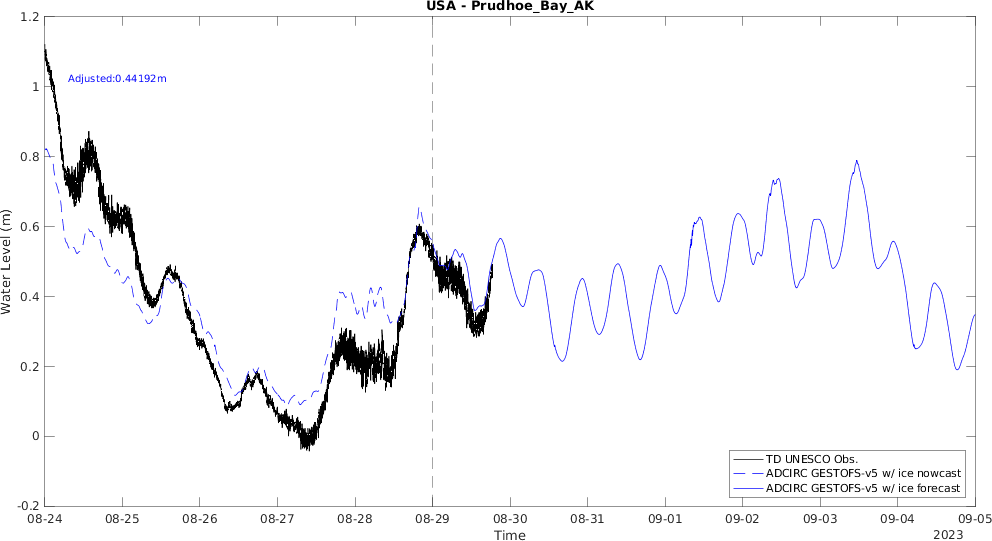 USA - Prudhoe_Bay_AK
Adjusted:0.44192m
Water Level (m)
1.2
1
0.8
0.6
0.4
0.2
0
-0.2
08-24 08-25 08-26 08-27 08-28 08-29 08-30 08-31 09-01 09-02 09-03 09-04 09-05
Time
2023
TD UNESCO Obs.
ADCIRC GESTOFS-v5 w/ ice nowcast
ADCIRC GESTOFS-v5 w/ ice forecast